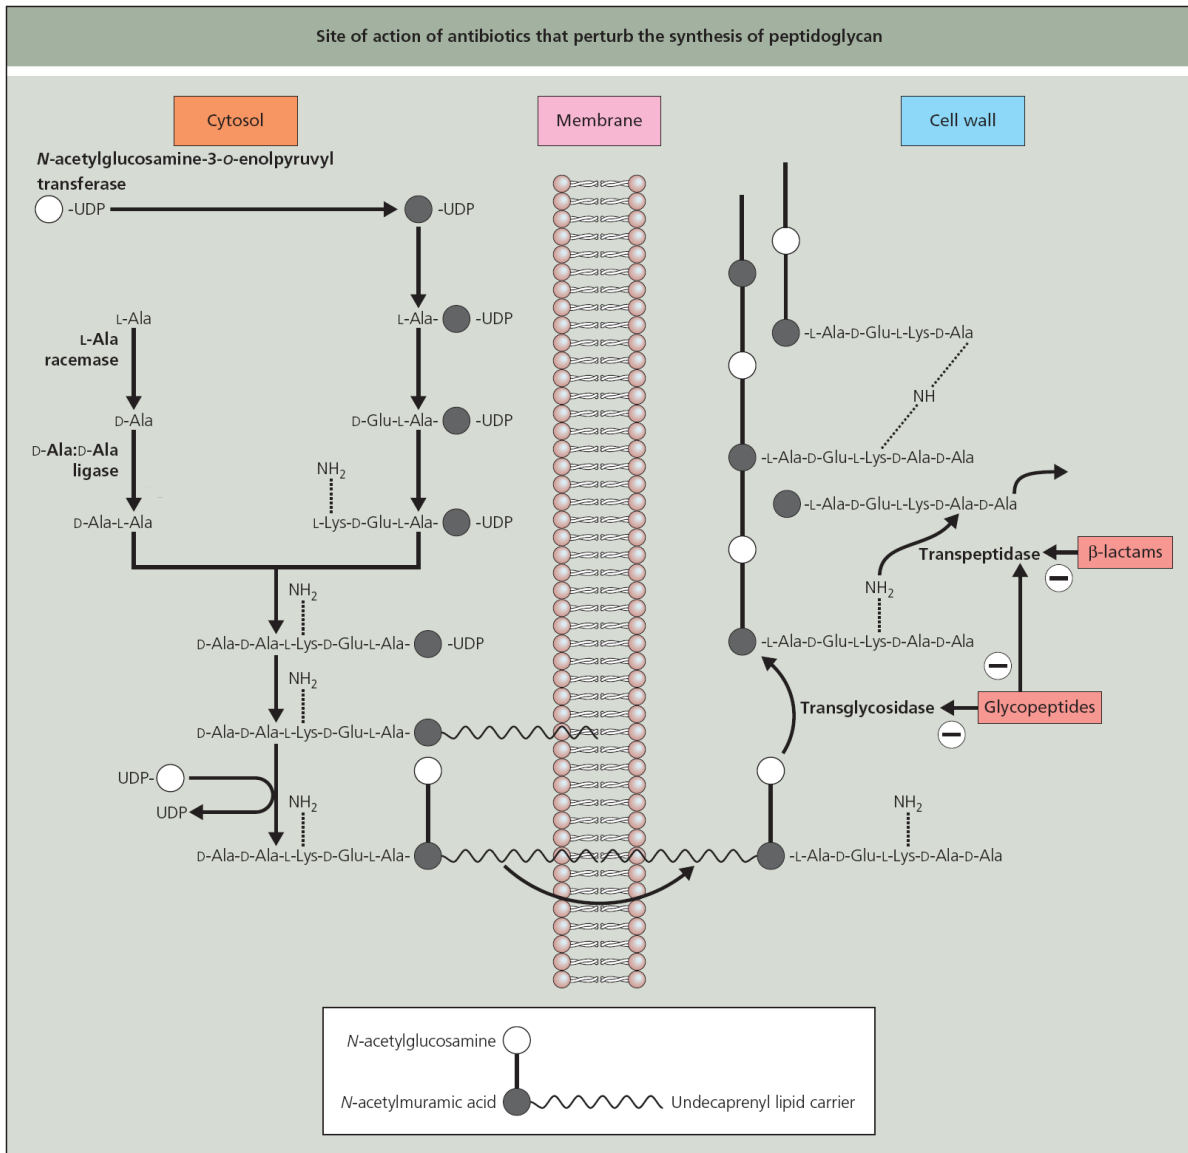 Site of action of antibiotics that perturb the synthesis of peptidoglycan
Cytosol
Membrane
Cell wall
N-acetylglucosamine-3-o-enolpyruvyl
transferase
-UDP
-UDP
L-Ala
L-Ala
racemase
D-Ala
D-Ala:D-Ala
ligase
D-Ala-L-Ala
L-Ala-
-UDP
D-Glu-L-Ala-
-UDP
NH2
L-Lys-D-Glu-L-Ala-
-UDP
NH2
D-Ala-D-Ala-L-Lys-D-Glu-L-Ala-
-UDP
NH2
D-Ala-D-Ala-L-Lys-D-Glu-L-Ala-
UDP-
UDP
NH2
D-Ala-D-Ala-L-Lys-D-Glu-L-Ala-
-L-Ala-D-Glu-L-Lys-D-Ala
NH
-L-Ala-D-Glu-L-Lys-D-Ala-D-Ala
-L-Ala-D-Glu-L-Lys-D-Ala-D-Ala
Transpeptidase
β-lactams
NH2
-L-Ala-D-Glu-L-Lys-D-Ala-D-Ala
Transglycosidase
Glycopeptides
NH2
-L-Ala-D-Glu-L-Lys-D-Ala-D-Ala
N-acetylglucosamine
N-acetylmuramic acid
Undecaprenyl lipid carrier